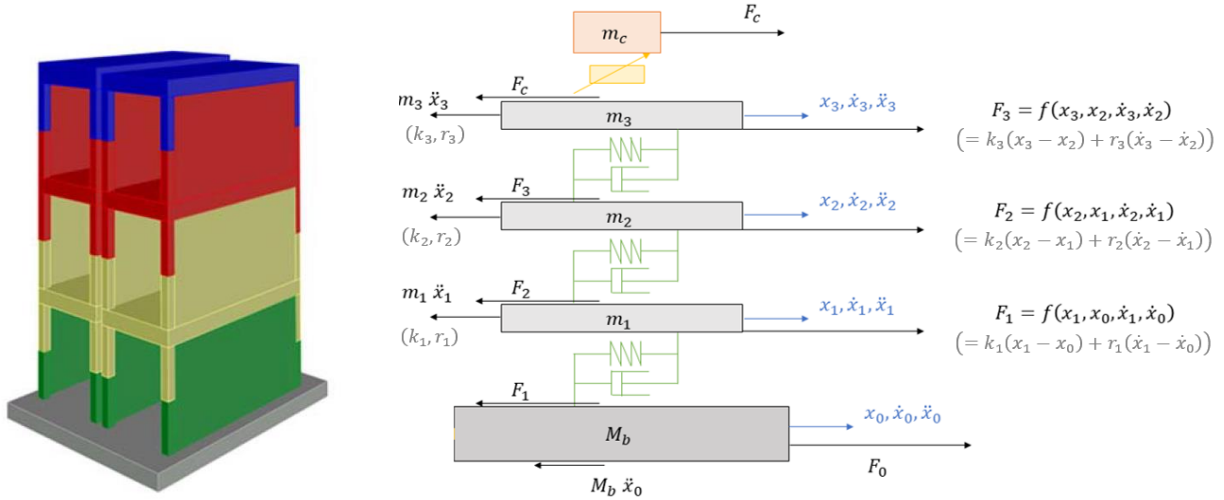 m_c
F_c
F_c
m_3 ẍ_3
(k_3, r_3)
m_3
x_3, ẋ_3, ẍ_3
F_3 = f(x_3, x_2, ẋ_3, ẋ_2)
(= k_3(x_3 − x_2) + r_3(ẋ_3 − ẋ_2))
F_3
m_2 ẍ_2
(k_2, r_2)
m_2
x_2, ẋ_2, ẍ_2
F_2 = f(x_2, x_1, ẋ_2, ẋ_1)
(= k_2(x_2 − x_1) + r_2(ẋ_2 − ẋ_1))
F_2
m_1 ẍ_1
(k_1, r_1)
m_1
x_1, ẋ_1, ẍ_1
F_1 = f(x_1, x_0, ẋ_1, ẋ_0)
(= k_1(x_1 − x_0) + r_1(ẋ_1 − ẋ_0))
F_1
M_b
x_0, ẋ_0, ẍ_0
F_0
M_b ẍ_0